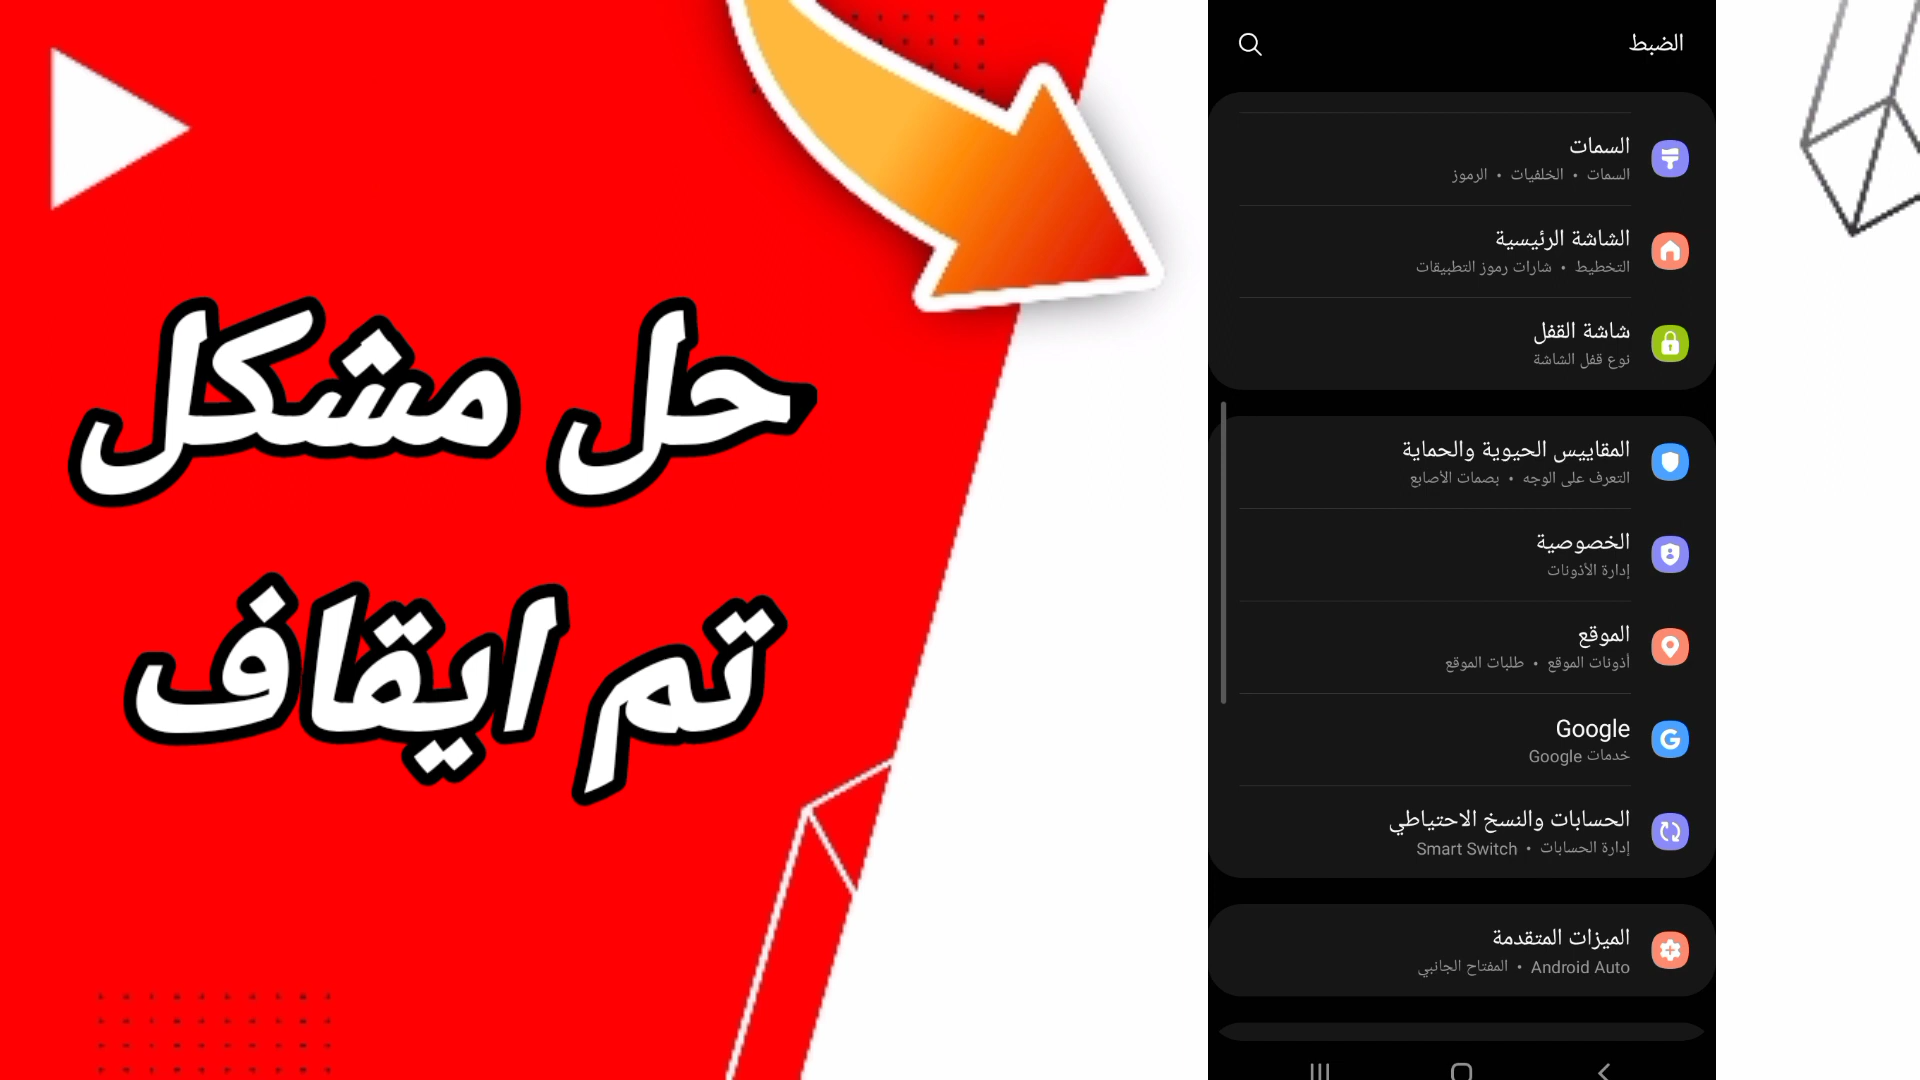 حل مشكل
تم ايقاف
الضبط
السمات
السمات • الخلفيات • الرموز
الشاشة الرئيسية
التخطيط • شارات رموز التطبيقات
شاشة القفل
نوع قفل الشاشة
المقاييس الحيوية والحماية
التعرف على الوجه • بصمات الأصابع
الخصوصية
إدارة الأذونات
الموقع
أذونات الموقع • طلبات الموقع
Google
خدمات Google
الحسابات والنسخ الاحتياطي
إدارة الحسابات • Smart Switch
الميزات المتقدمة
Android Auto • المفتاح الجانبي